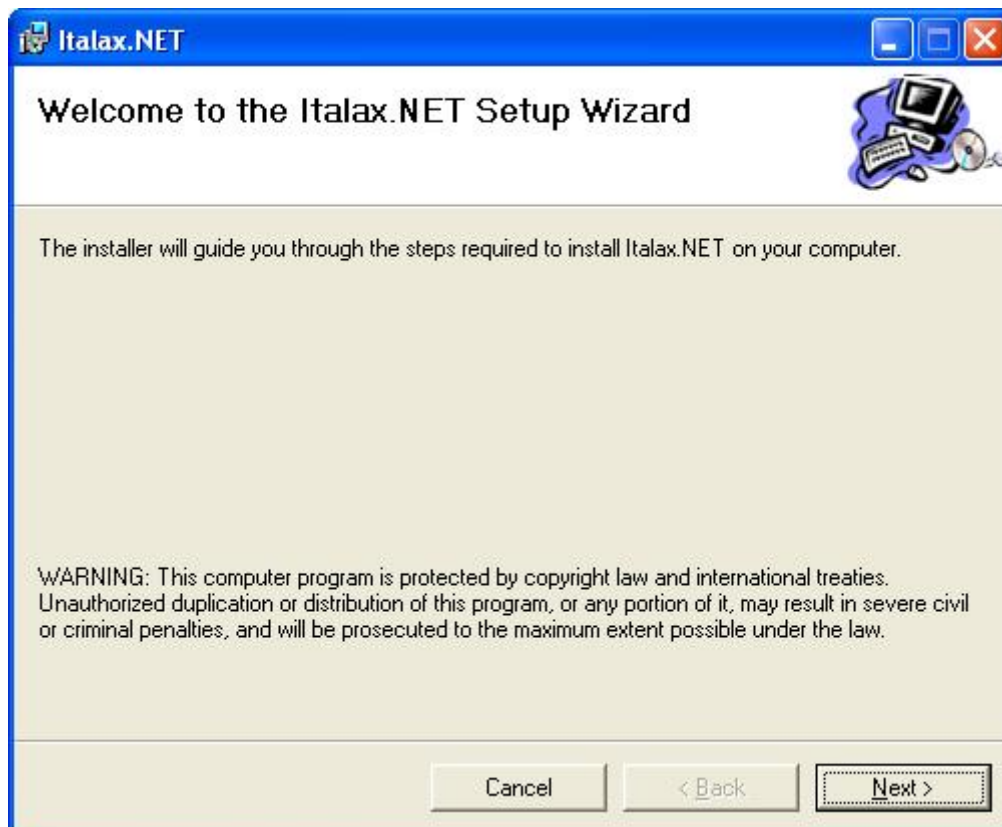 Italax.NET
Welcome to the Italax.NET Setup Wizard
The installer will guide you through the steps required to install Italax.NET on your computer.
WARNING: This computer program is protected by copyright law and international treaties.
Unauthorized duplication or distribution of this program, or any portion of it, may result in severe civil
or criminal penalties, and will be prosecuted to the maximum extent possible under the law.
Cancel
< Back
Next >